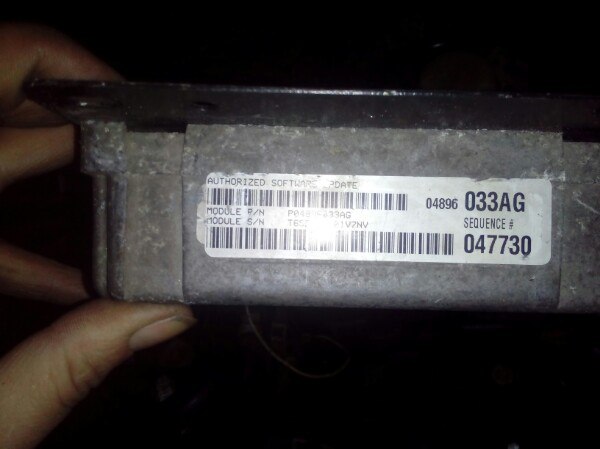 AUTHORIZED SOFTWARE UPDATE
04896 033AG
MODULE P/N
MODULE S/N
SEQUENCE #
047730